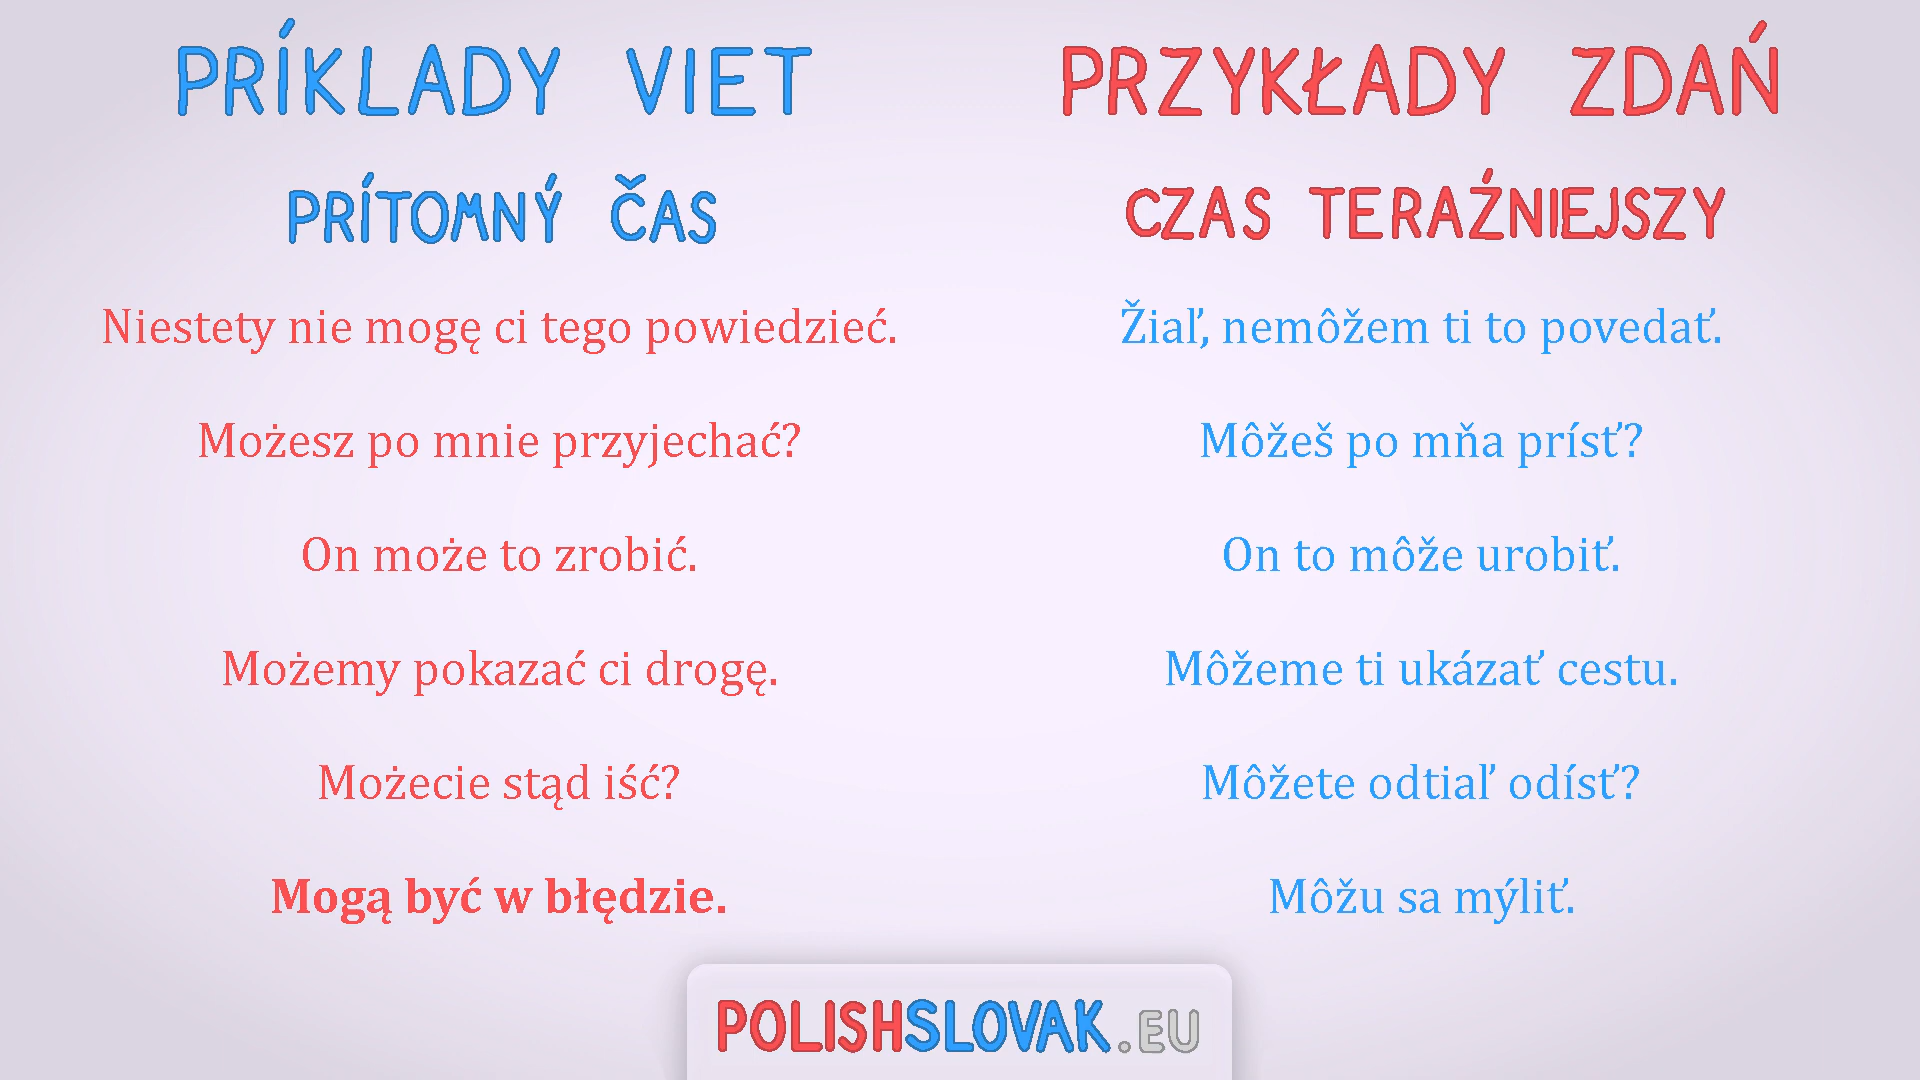 PRÍKLADY VIET
PRÍTOMNÝ ČAS
Niestety nie mogę ci tego powiedzieć.
Możesz po mnie przyjechać?
On może to zrobić.
Możemy pokazać ci drogę.
Możecie stąd iść?
Mogą być w błędzie.
PRZYKŁADY ZDAŃ
CZAS TERAŹNIEJSZY
Žiaľ, nemôžem ti to povedať.
Môžeš po mňa prísť?
On to môže urobiť.
Môžeme ti ukázať cestu.
Môžete odtiaľ odísť?
Môžu sa mýliť.
POLISHSLOVAK.EU